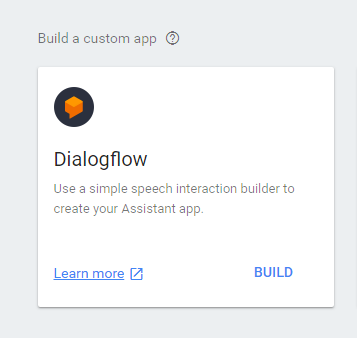 Build a custom app
Dialogflow
Use a simple speech interaction builder to
create your Assistant app.
Learn more
BUILD